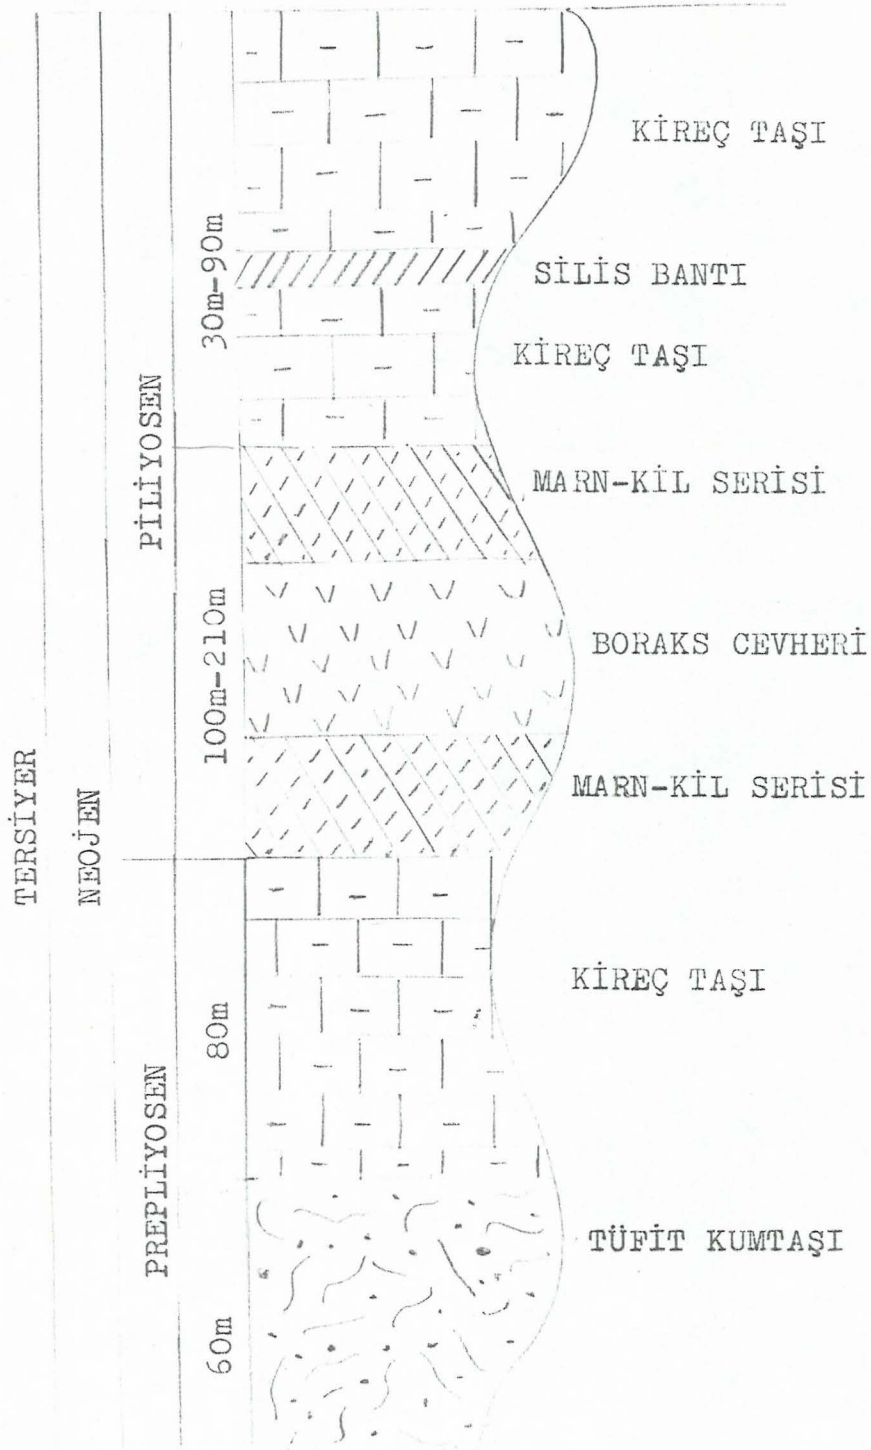 KİREÇ TAŞI
SİLİS BANTI
KİREÇ TAŞI
MARN-KİL SERİSİ
BORAKS CEVHERİ
MARN-KİL SERİSİ
KİREÇ TAŞI
TÜFİT KUMTAŞI
TERSİYER
NEOJEN
PİLİYOSEN
PREPLİYOSEN
30m-90m
100m-210m
80m
60m